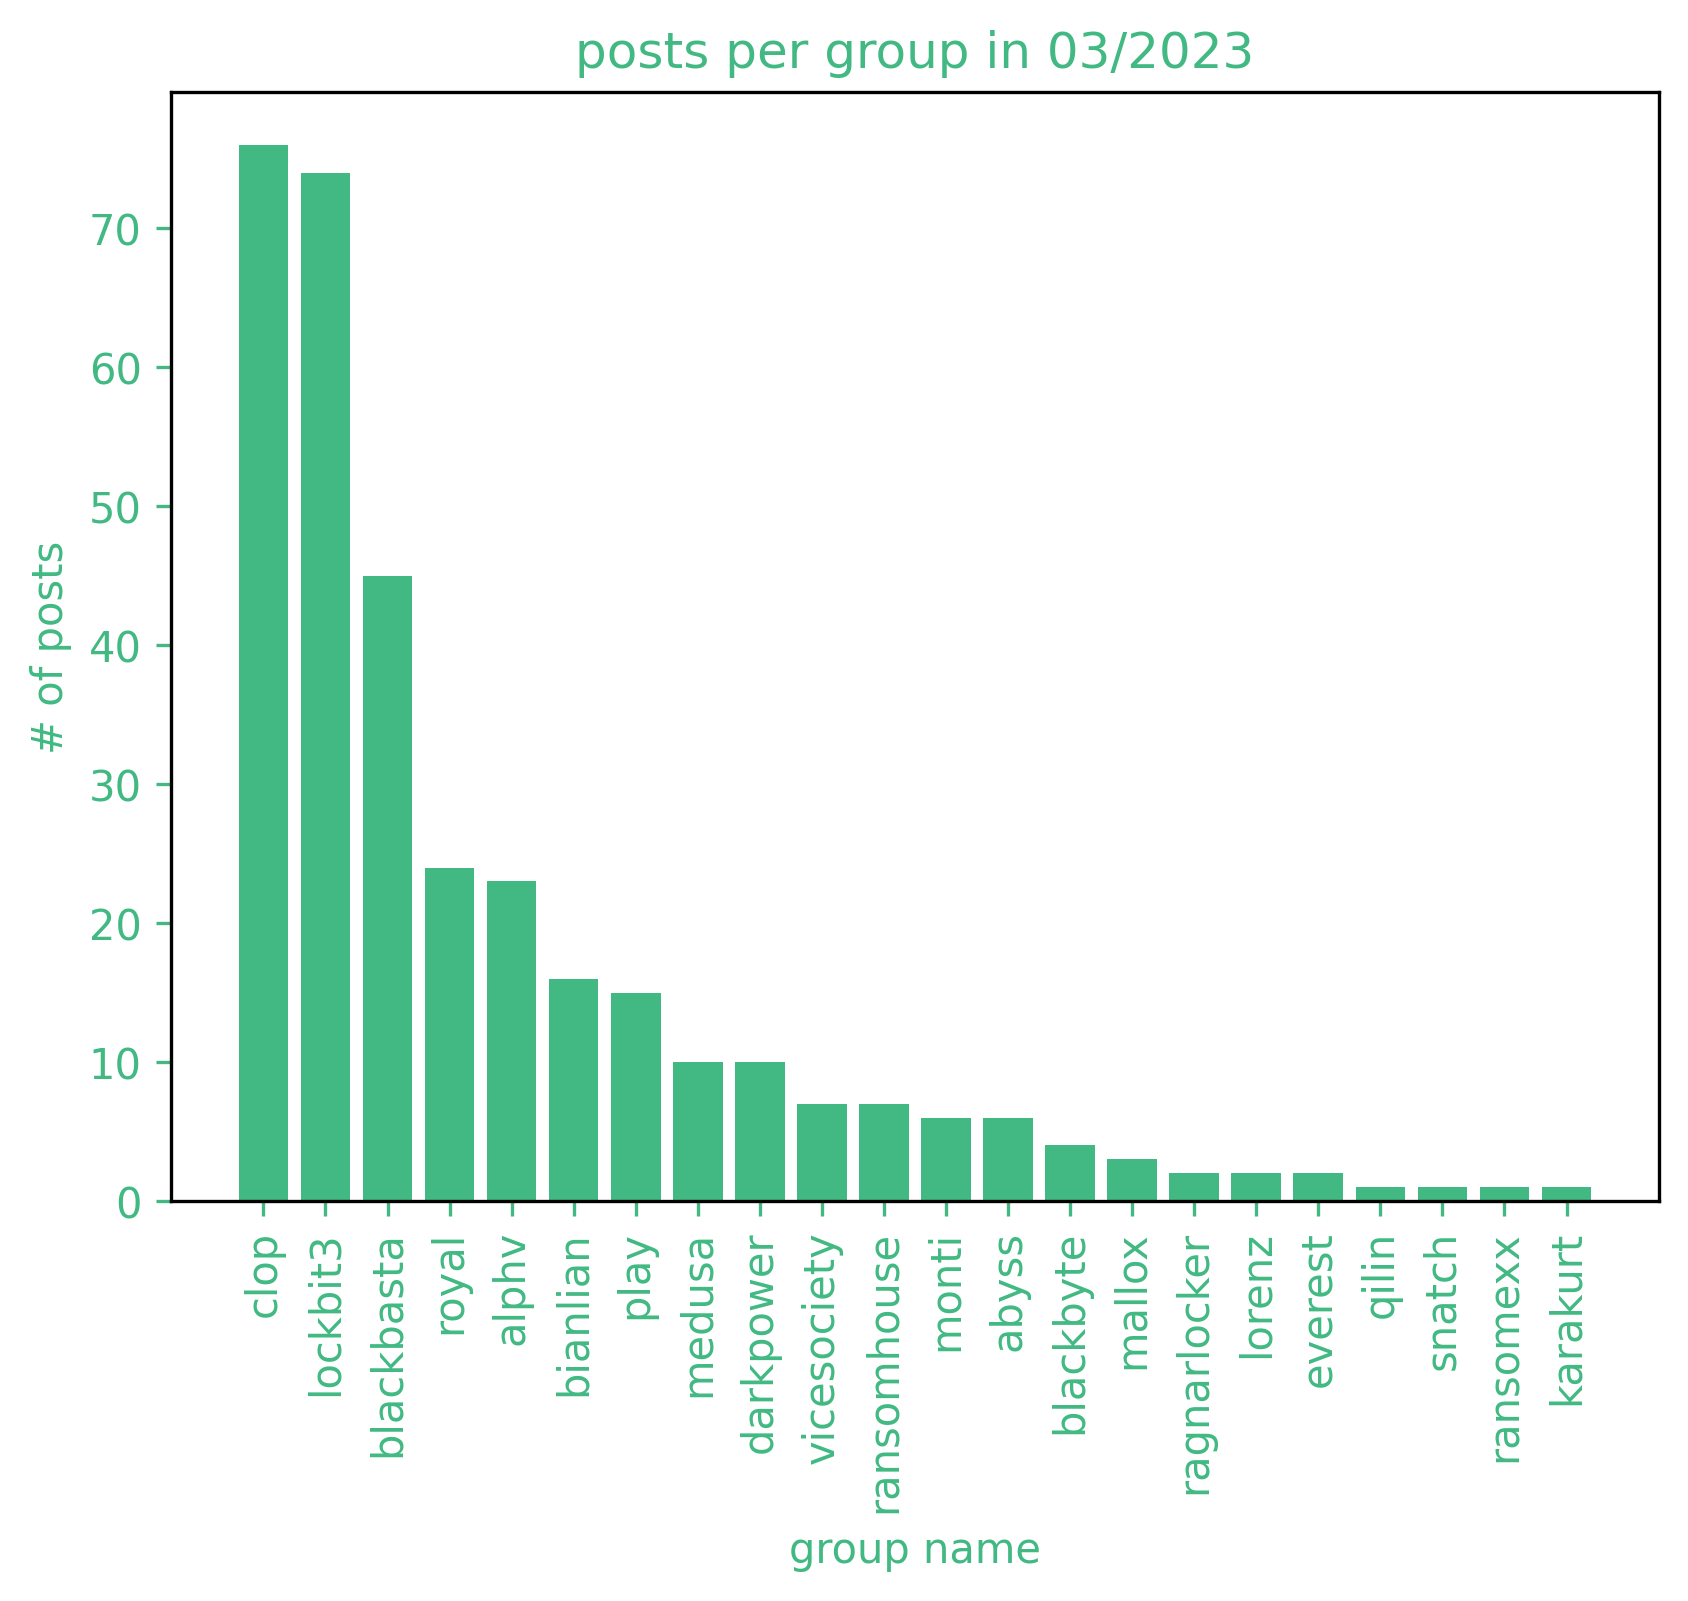 posts per group in 03/2023
# of posts
70
60
50
40
30
20
10
0
clop
lockbit3
blackbasta
royal
alphv
bianlian
play
medusa
darkpower
vicesociety
ransomhouse
monti
abyss
blackbyte
mallox
ragnarlocker
lorenz
everest
qilin
snatch
ransomexx
karakurt
group name